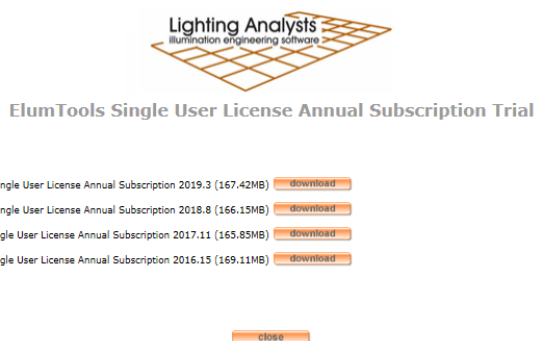 Lighting Analysts
illumination engineering software
ElumTools Single User License Annual Subscription Trial
ngle User License Annual Subscription 2019.3 (167.42MB) download
ngle User License Annual Subscription 2018.8 (166.15MB) download
gle User License Annual Subscription 2017.11 (165.85MB) download
gle User License Annual Subscription 2016.15 (169.11MB) download
close